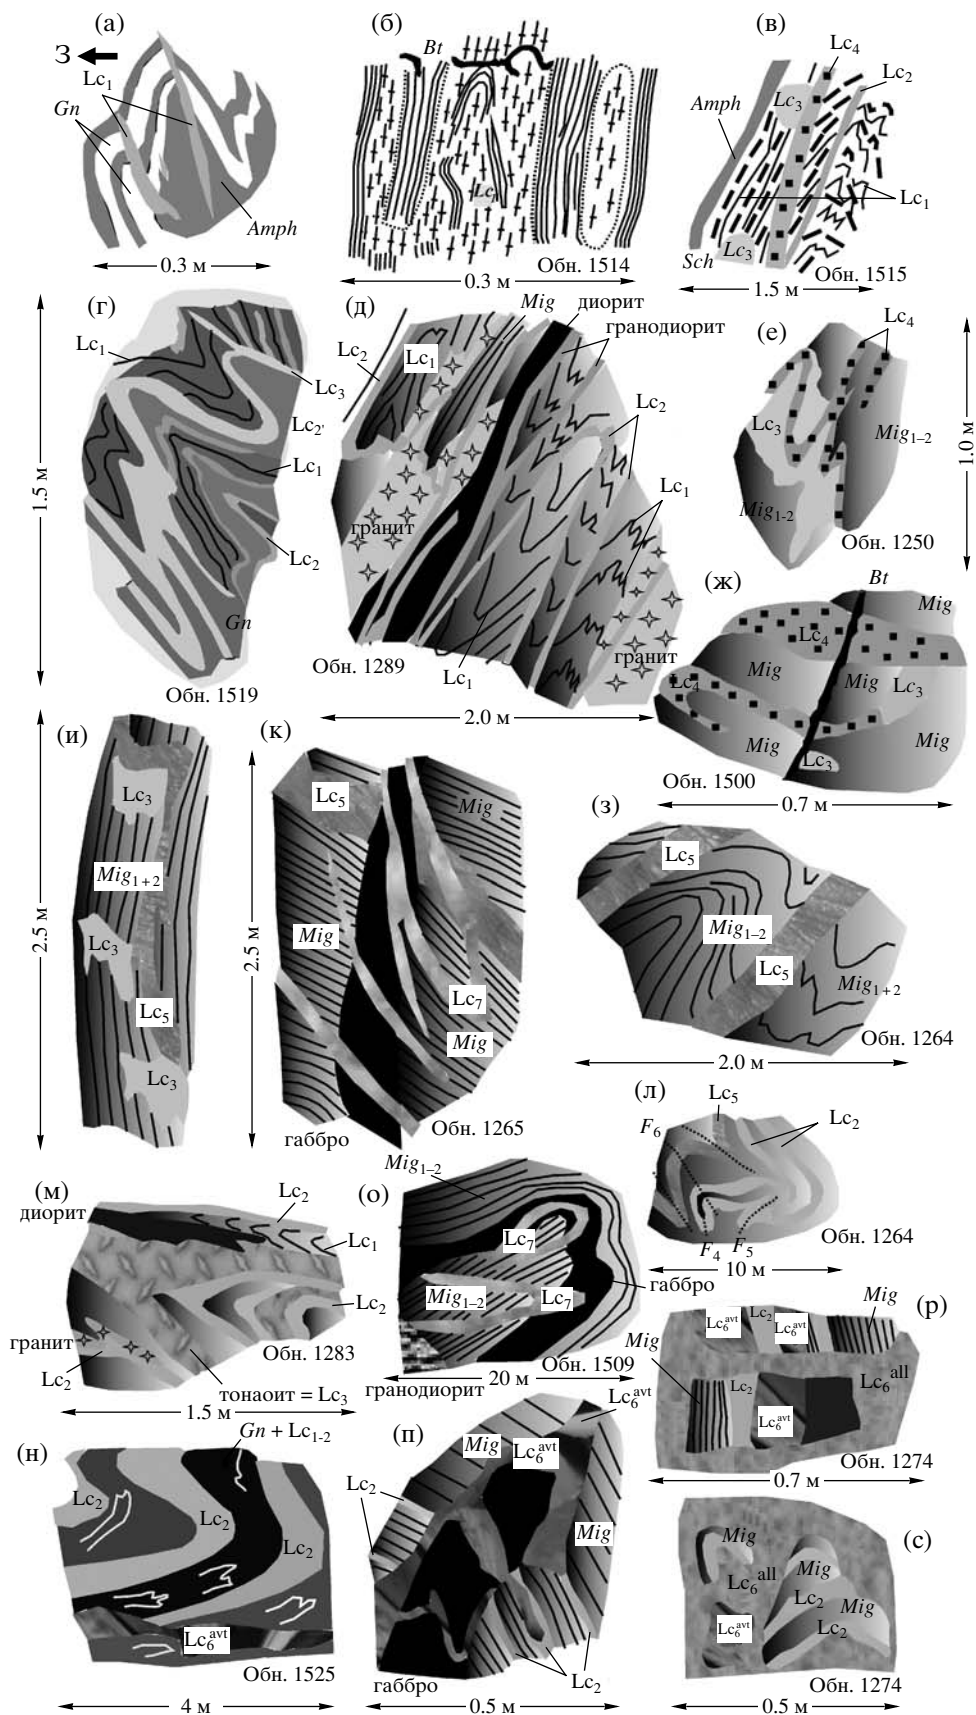 (а)
З
Lc1
Gn
Amph
0.3 м
(б)
Bt
Lc
Обн. 1514
0.3 м
(в)
Lc4
Lc2
Lc3
Amph
Lc1
Lc3
Sch
Обн. 1515
1.5 м
(г)
Lc1
Lc3
Lc2'
Lc1
Lc2
Gn
1.5 м
Обн. 1519
(д)
Mig
диорит
гранодиорит
Lc2
Lc1
Lc2
Lc1
гранит
гранит
Lc1
Обн. 1289
2.0 м
(е)
Lc4
Lc3
Mig1–2
Mig1-2
Обн. 1250
1.0 м
(ж)
Bt
Mig
Lc4
Mig
Mig
Lc3
Lc4
Mig
Mig
Lc3
Обн. 1500
0.7 м
(и)
Lc3
Mig1+2
Lc3
Lc5
Lc3
2.5 м
(к)
Lc5
Mig
Mig
Lc7
Mig
2.5 м
габбро
Обн. 1265
(з)
Lc5
Mig1–2
Lc5
Mig1+2
Обн. 1264
2.0 м
(л)
Lc5
F6
Lc2
F4
F5
Обн. 1264
10 м
(м)
диорит
Lc2
Lc1
Lc2
гранит
Lc2
Обн. 1283
тонаоит = Lc3
1.5 м
(о)
Mig1–2
Lc7
Mig1–2
Lc7
габбро
Обн. 1509
гранодиорит
20 м
(р)
Mig
Lc6avt
Lc2
Lc6avt
Mig
Lc6all
Lc2
Lc6avt
Обн. 1274
0.7 м
(н)
Gn + Lc1-2
Lc2
Lc2
Lc2
Lc6avt
Обн. 1525
4 м
(п)
Lc6avt
Mig
Lc6avt
Lc2
Mig
Lc2
габбро
0.5 м
(с)
Mig
Lc6all
Mig
Lc2
Mig
Lc6avt
Lc2
Обн. 1274
0.5 м